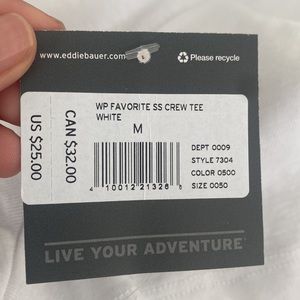 www.eddiebauer.com
Please recycle
WP FAVORITE SS CREW TEE
WHITE
M
US $25.00
CAN $32.00
DEPT 0009
STYLE 7304
COLOR 0500
SIZE 0050
4 10012 21326 6
LIVE YOUR ADVENTURE